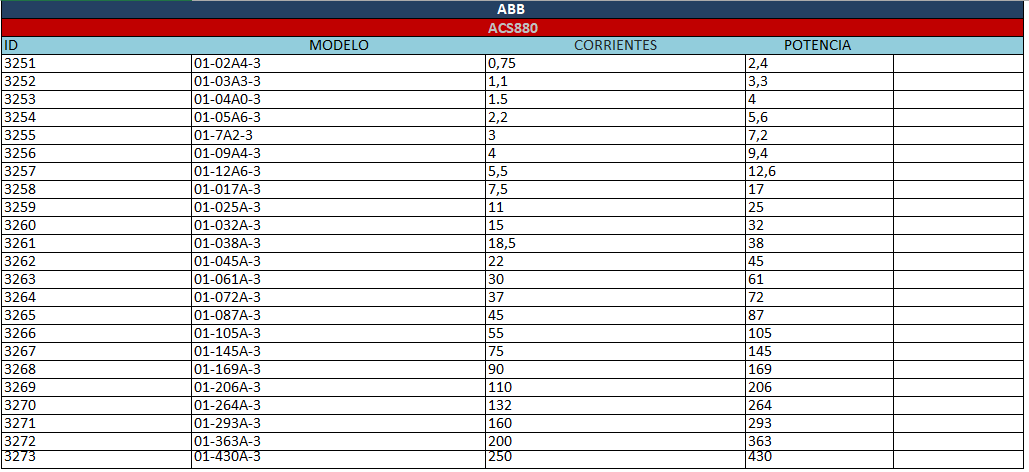 ABB
ACS880
ID MODELO CORRIENTES POTENCIA
3251 01-02A4-3 0,75 2,4
3252 01-03A3-3 1,1 3,3
3253 01-04A0-3 1.5 4
3254 01-05A6-3 2,2 5,6
3255 01-7A2-3 3 7,2
3256 01-09A4-3 4 9,4
3257 01-12A6-3 5,5 12,6
3258 01-017A-3 7,5 17
3259 01-025A-3 11 25
3260 01-032A-3 15 32
3261 01-038A-3 18,5 38
3262 01-045A-3 22 45
3263 01-061A-3 30 61
3264 01-072A-3 37 72
3265 01-087A-3 45 87
3266 01-105A-3 55 105
3267 01-145A-3 75 145
3268 01-169A-3 90 169
3269 01-206A-3 110 206
3270 01-264A-3 132 264
3271 01-293A-3 160 293
3272 01-363A-3 200 363
3273 01-430A-3 250 430